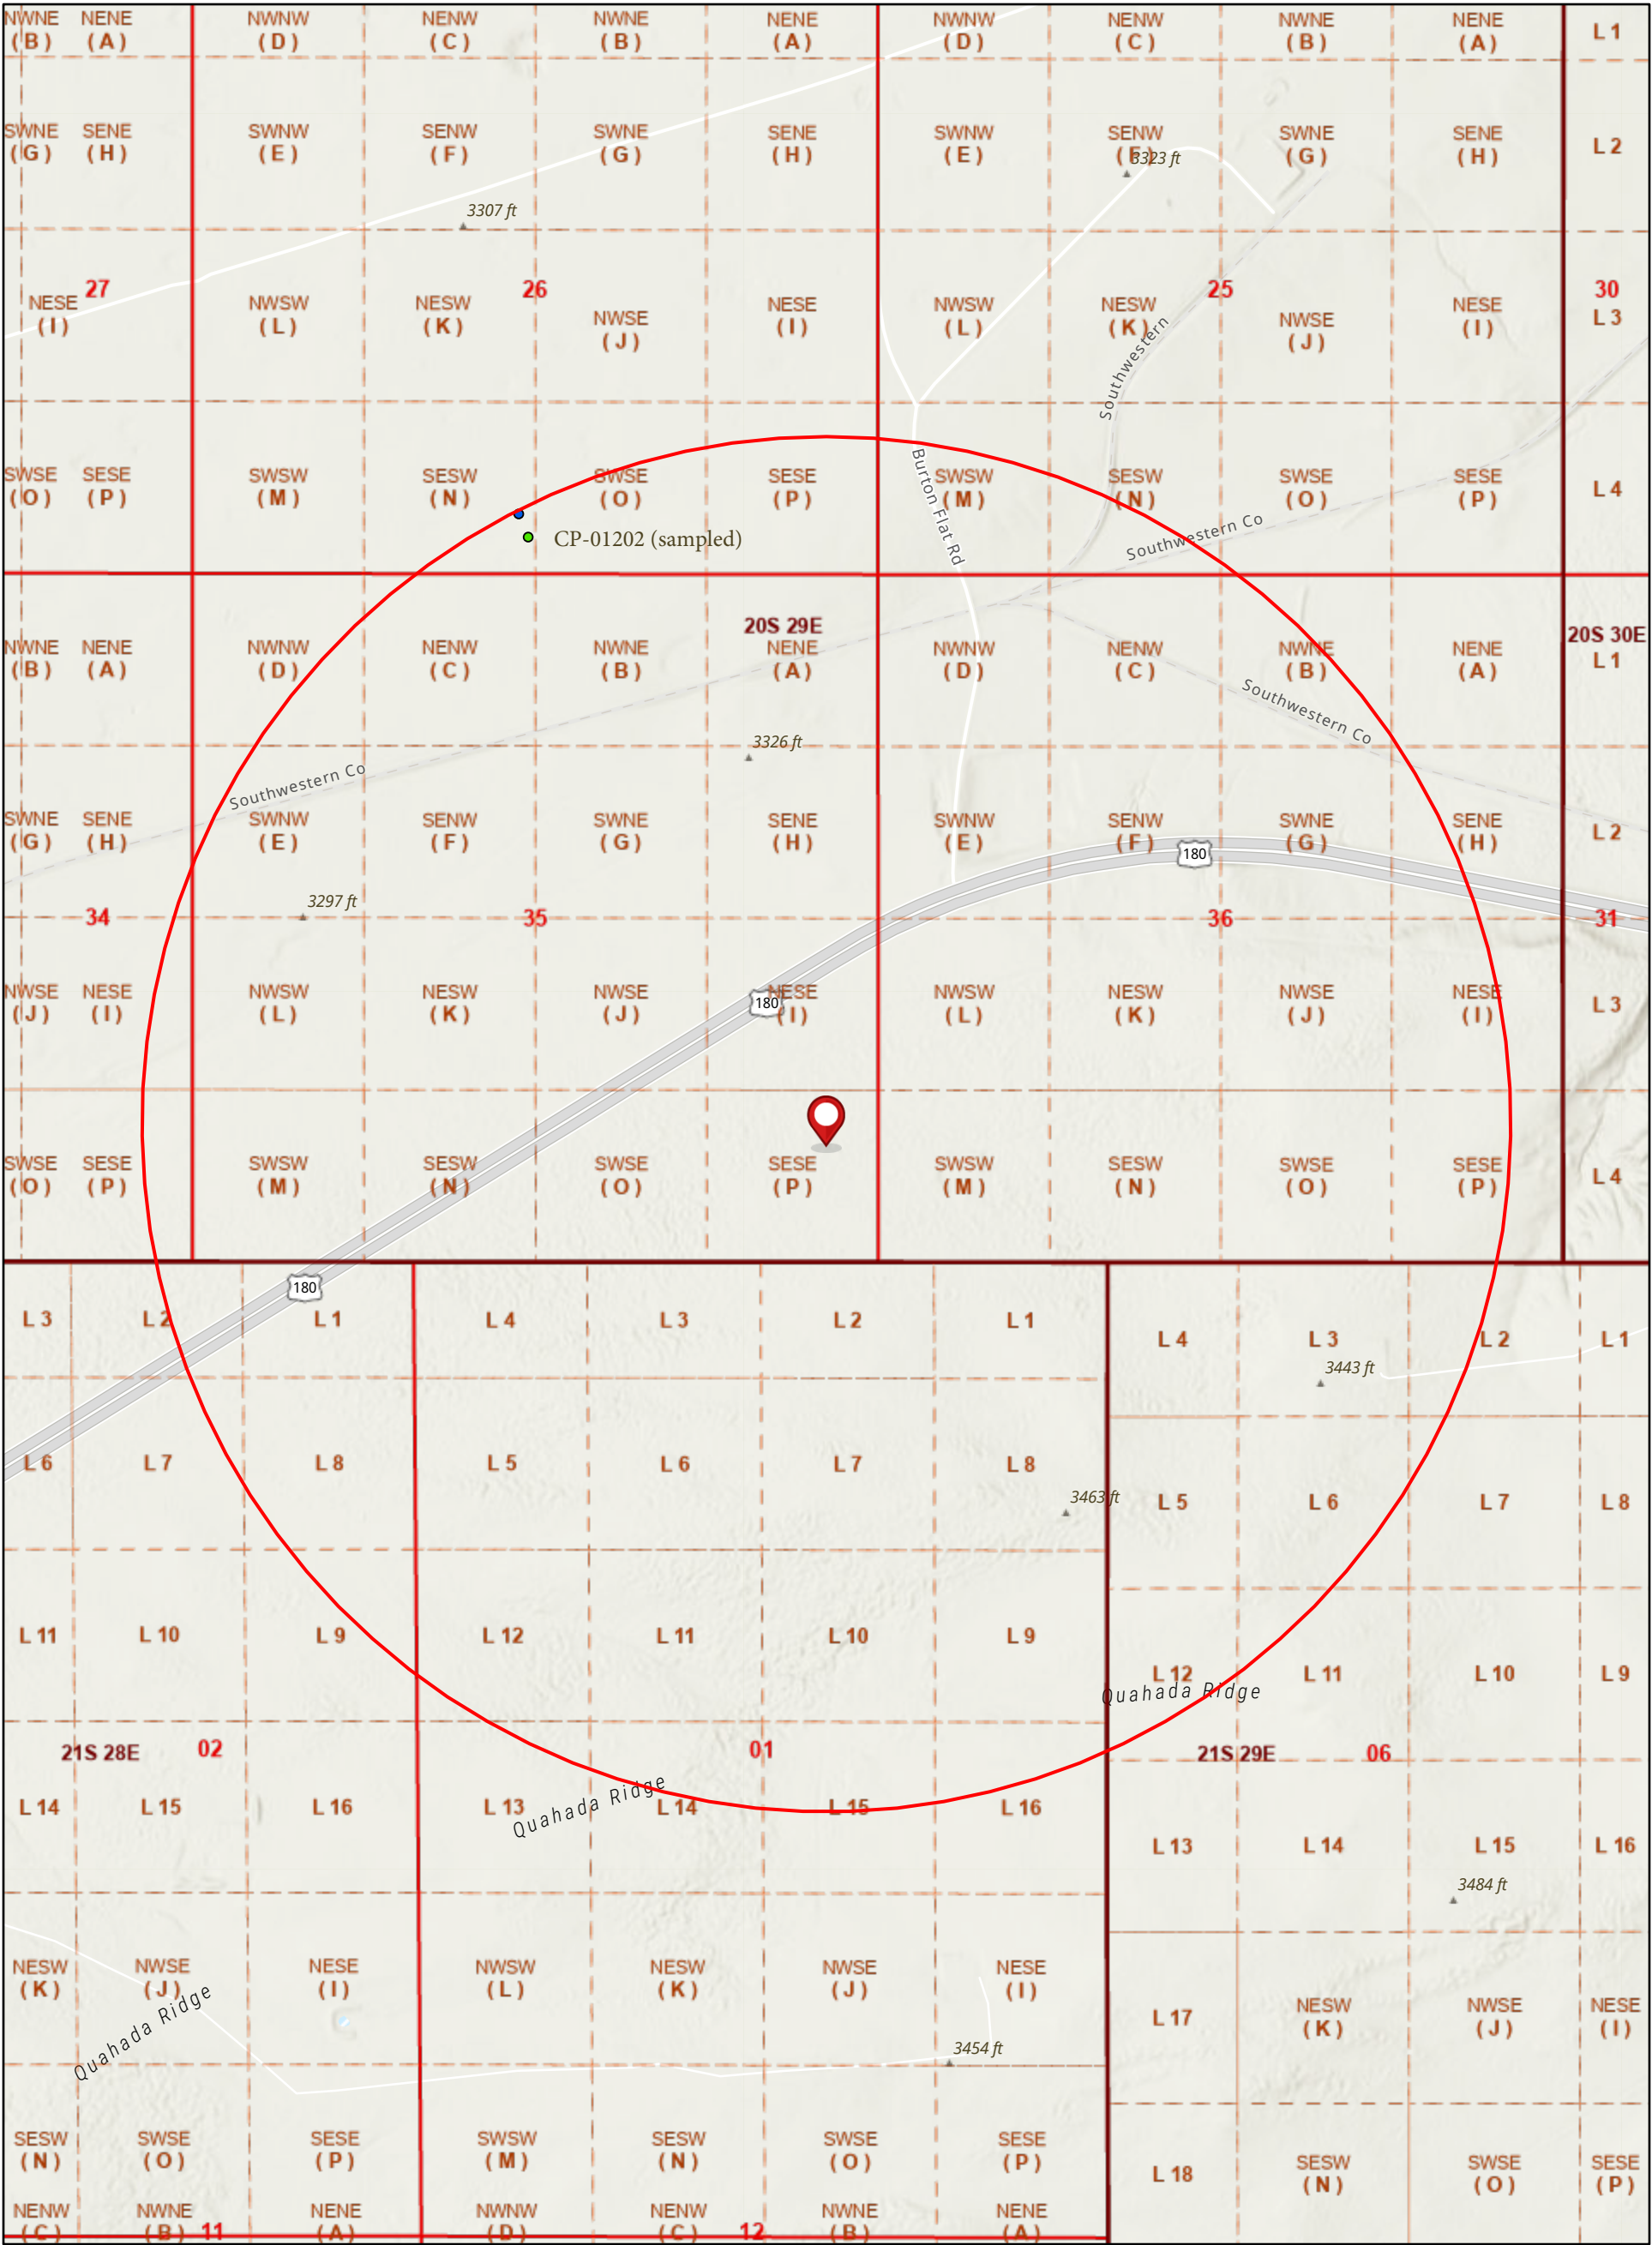 NWNE NENE NWNW NENW NWNE NENE NWNW NENW NWNE NENE L 1
(B) (A) (D) (C) (B) (A) (D) (C) (B) (A)
SWNE SENE SWNW SENW SWNE SENE SWNW SENW SWNE SENE L 2
(G) (H) (E) (F) (G) (H) (E) (F) (G) (H)
3323 ft
3307 ft
27 26 25 30
NESE NWSW NESW NWSE NESE NWSW NESW NWSE NESE L 3
(I) (L) (K) (J) (I) (L) (K) (J) (I)
Southwestern
SWSE SESE SWSW SESW SWSE SESE SWSW SESW SWSE SESE L 4
(O) (P) (M) (N) (O) (P) (M) (N) (O) (P)
Burton Flat Rd
Southwestern Co
CP-01202 (sampled)
20S 29E 20S 30E
NWNE NENE NWNW NENW NWNE NENE NWNW NENW NWNE NENE L 1
(B) (A) (D) (C) (B) (A) (D) (C) (B) (A)
Southwestern Co
3326 ft
Southwestern Co
SWNE SENE SWNW SENW SWNE SENE SWNW SENW SWNE SENE L 2
(G) (H) (E) (F) (G) (H) (E) (F) (G) (H)
180
3297 ft
34 35 36 31
NWSE NESE NWSW NESW NWSE NESE NWSW NESW NWSE NESE L 3
(J) (I) (L) (K) (J) (I) (L) (K) (J) (I)
180
SWSE SESE SWSW SESW SWSE SESE SWSW SESW SWSE SESE L 4
(O) (P) (M) (N) (O) (P) (M) (N) (O) (P)
180
L 3 L 2 L 1 L 4 L 3 L 2 L 1 L 4 L 3 L 2 L 1
3443 ft
L 6 L 7 L 8 L 5 L 6 L 7 L 8 L 5 L 6 L 7 L 8
3463 ft
L 11 L 10 L 9 L 12 L 11 L 10 L 9 L 12 L 11 L 10 L 9
Quahada Ridge
21S 28E 02 01 21S 29E 06
L 14 L 15 L 16 L 13 L 14 L 15 L 16 L 13 L 14 L 15 L 16
Quahada Ridge
3484 ft
NESW NWSE NESE NWSW NESW NWSE NESE L 17 NESW NWSE NESE
(K) (J) (I) (L) (K) (J) (I) (K) (J) (I)
Quahada Ridge
3454 ft
SESW SWSE SESE SWSW SESW SWSE SESE L 18 SESW SWSE SESE
(N) (O) (P) (M) (N) (O) (P) (N) (O) (P)
NENW NWNE NENE NWNW NENW NWNE NENE
(C) (B) 11 (A) (D) (C) 12 (B) (A)